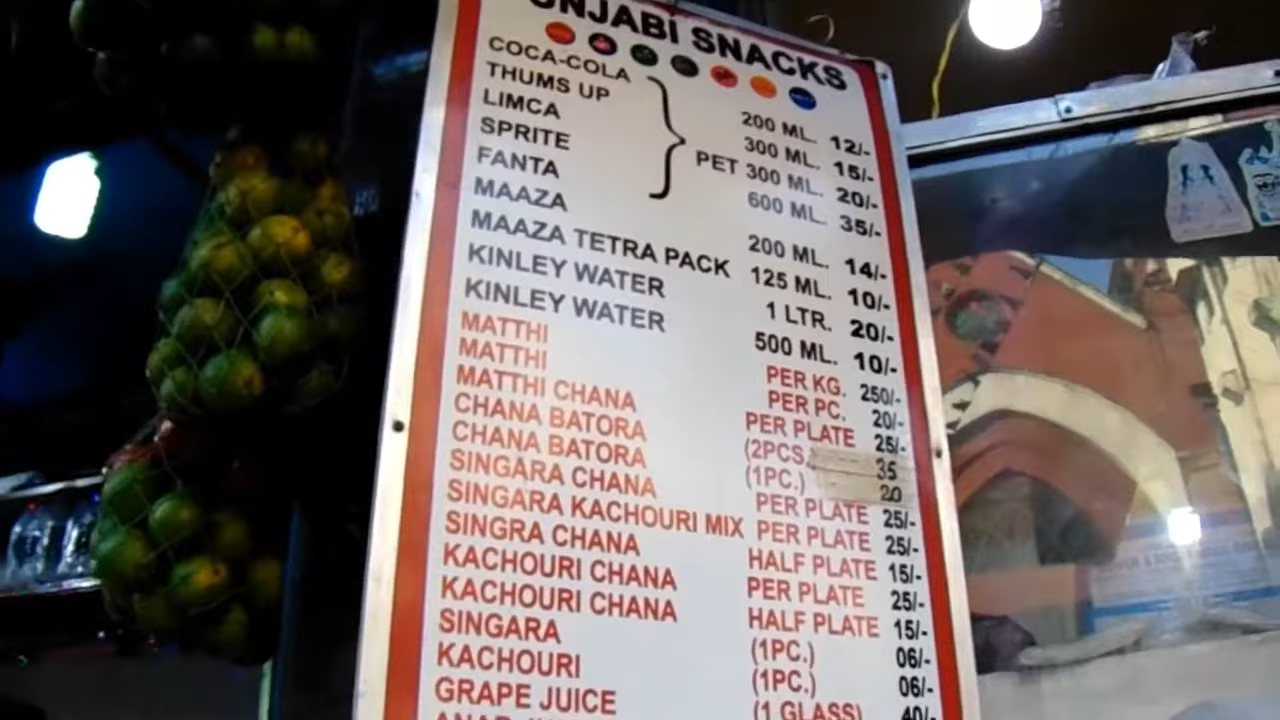 PUNJABI SNACKS
COCA-COLA 200 ML. 12/-
THUMS UP 300 ML. 15/-
LIMCA PET 300 ML. 20/-
SPRITE 600 ML. 35/-
FANTA
MAAZA 200 ML. 14/-
MAAZA TETRA PACK 125 ML. 10/-
KINLEY WATER 1 LTR. 20/-
KINLEY WATER 500 ML. 10/-
MATTHI PER KG. 250/-
MATTHI PER PC. 20/-
MATTHI CHANA PER PLATE 25/-
CHANA BATORA (2PCS. 35
CHANA BATORA (1PC.) 20
SINGARA CHANA PER PLATE 25/-
SINGARA KACHOURI MIX PER PLATE 25/-
SINGRA CHANA HALF PLATE 15/-
KACHOURI CHANA PER PLATE 25/-
KACHOURI CHANA HALF PLATE 15/-
SINGARA (1PC.) 06/-
KACHOURI (1PC.) 06/-
GRAPE JUICE (1 GLASS) 40/-